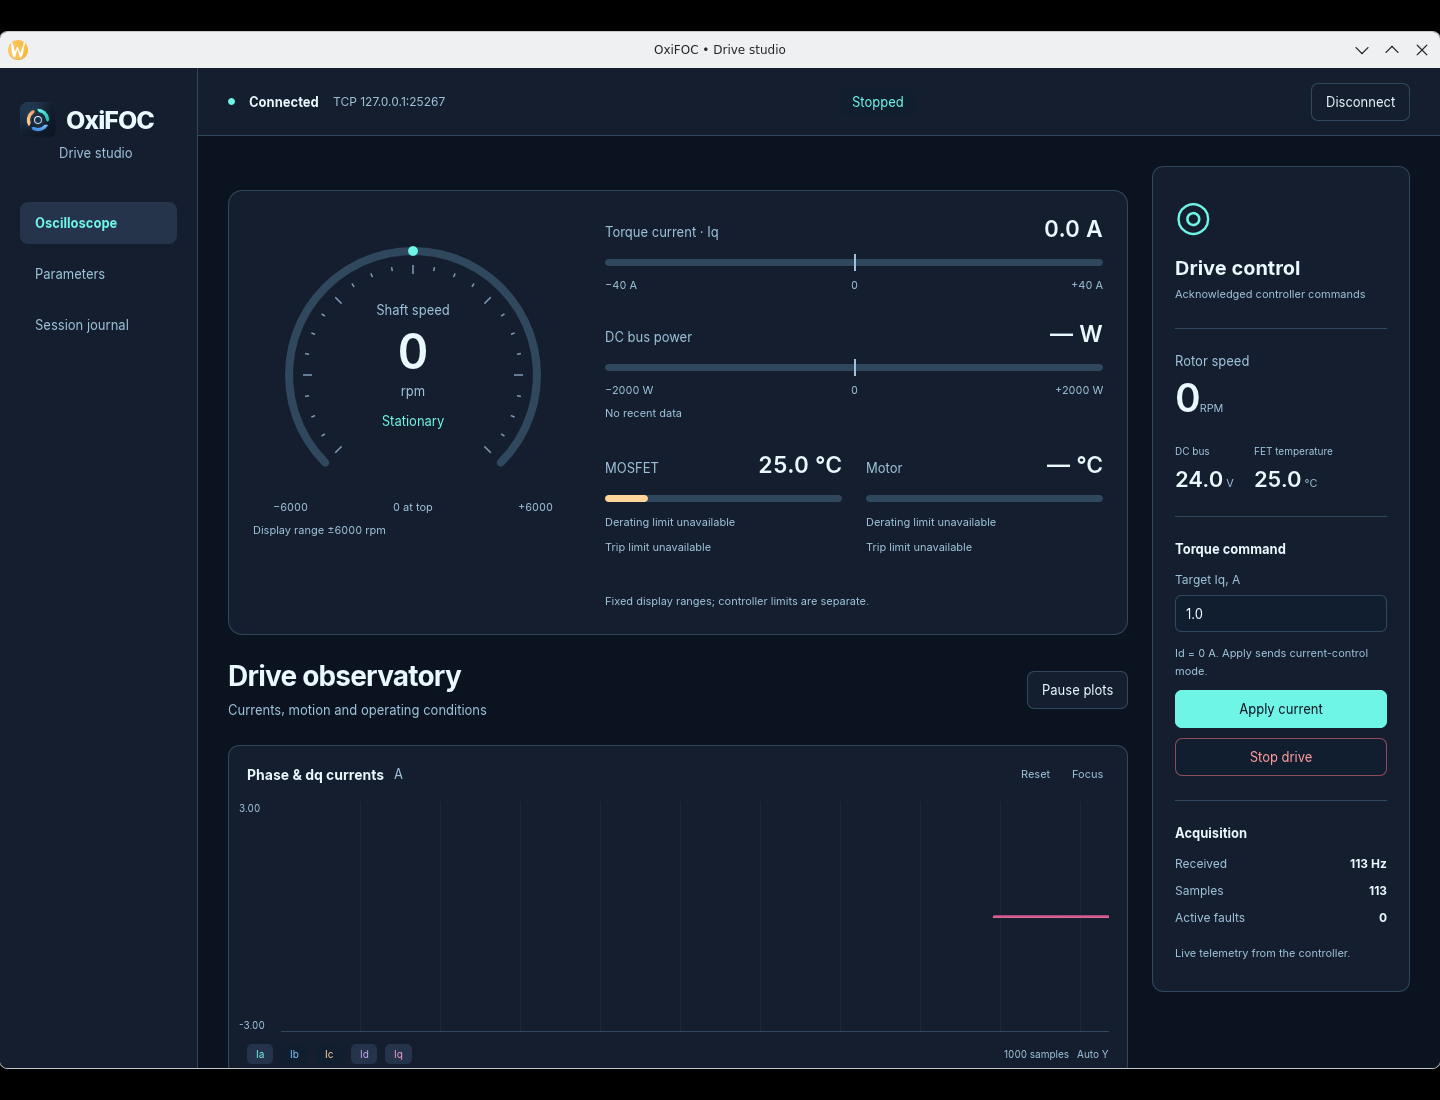 OxiFOC • Drive studio
OxiFOC
Drive studio
Oscilloscope
Parameters
Session journal
Connected TCP 127.0.0.1:25267
Stopped
Disconnect
Shaft speed
0
rpm
Stationary
−6000
0 at top
+6000
Display range ±6000 rpm
Torque current · Iq
0.0 A
−40 A
0
+40 A
DC bus power
— W
−2000 W
0
+2000 W
No recent data
MOSFET
25.0 °C
Derating limit unavailable
Trip limit unavailable
Motor
— °C
Derating limit unavailable
Trip limit unavailable
Fixed display ranges; controller limits are separate.
Drive observatory
Currents, motion and operating conditions
Pause plots
Phase & dq currents A
Reset
Focus
3.00
-3.00
Ia
Ib
Ic
Id
Iq
1000 samples Auto Y
Drive control
Acknowledged controller commands
Rotor speed
0 RPM
DC bus
24.0 V
FET temperature
25.0 °C
Torque command
Target Iq, A
1.0
Id = 0 A. Apply sends current-control
mode.
Apply current
Stop drive
Acquisition
Received 113 Hz
Samples 113
Active faults 0
Live telemetry from the controller.